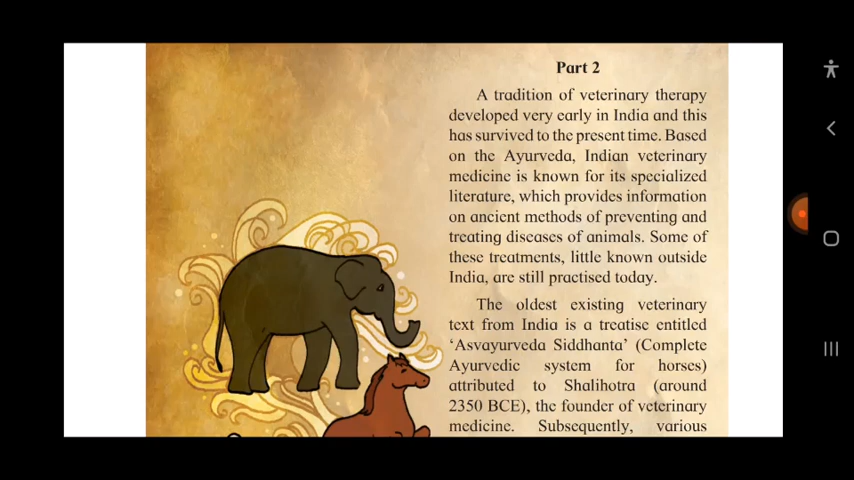 Part 2
A tradition of veterinary therapy
developed very early in India and this
has survived to the present time. Based
on the Ayurveda, Indian veterinary
medicine is known for its specialized
literature, which provides information
on ancient methods of preventing and
treating diseases of animals. Some of
these treatments, little known outside
India, are still practised today.
The oldest existing veterinary
text from India is a treatise entitled
‘Asvayurveda Siddhanta’ (Complete
Ayurvedic system for horses)
attributed to Shalihotra (around
2350 BCE), the founder of veterinary
medicine. Subsequently, various